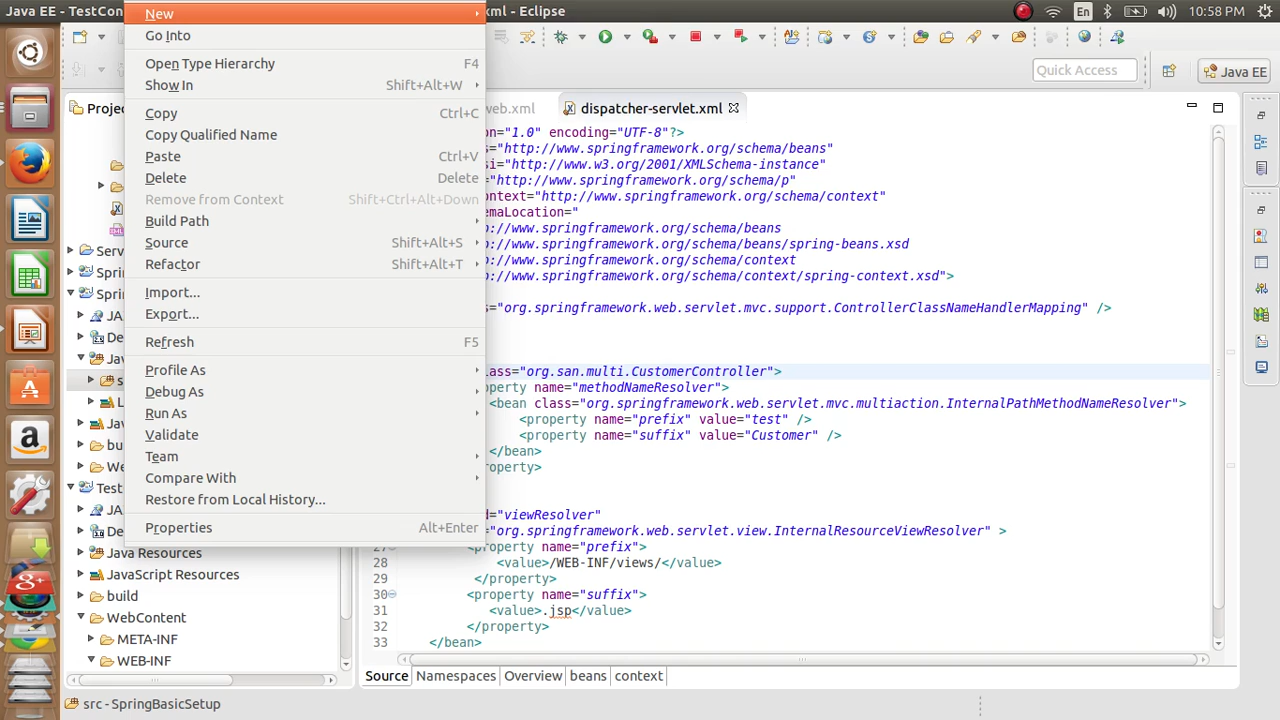 Java EE - TestCon
xml - Eclipse
En
10:58 PM
New
Go Into
Open Type Hierarchy F4
Show In Shift+Alt+W
Copy Ctrl+C
Copy Qualified Name
Paste Ctrl+V
Delete Delete
Remove from Context Shift+Ctrl+Alt+Down
Build Path
Source Shift+Alt+S
Refactor Shift+Alt+T
Import...
Export...
Refresh F5
Profile As
Debug As
Run As
Validate
Team
Compare With
Restore from Local History...
Properties Alt+Enter
Quick Access
Java EE
Projec
Serv
Spring
Spring
JA
De
Java
s
L
Jav
bu
We
Test
JA
De
Java Resources
JavaScript Resources
build
WebContent
META-INF
WEB-INF
web.xml
dispatcher-servlet.xml
on="1.0" encoding="UTF-8"?>
s="http://www.springframework.org/schema/beans"
si="http://www.w3.org/2001/XMLSchema-instance"
="http://www.springframework.org/schema/p"
ontext="http://www.springframework.org/schema/context"
emaLocation="
p://www.springframework.org/schema/beans
p://www.springframework.org/schema/beans/spring-beans.xsd
p://www.springframework.org/schema/context
p://www.springframework.org/schema/context/spring-context.xsd">
s="org.springframework.web.servlet.mvc.support.ControllerClassNameHandlerMapping" />
ass="org.san.multi.CustomerController">
operty name="methodNameResolver">
<bean class="org.springframework.web.servlet.mvc.multiaction.InternalPathMethodNameResolver">
<property name="prefix" value="test" />
<property name="suffix" value="Customer" />
</bean>
operty>
d="viewResolver"
="org.springframework.web.servlet.view.InternalResourceViewResolver" >
27 <property name="prefix">
28 <value>/WEB-INF/views/</value>
29 </property>
30 <property name="suffix">
31 <value>.jsp</value>
32 </property>
33 </bean>
Source Namespaces Overview beans context
src - SpringBasicSetup